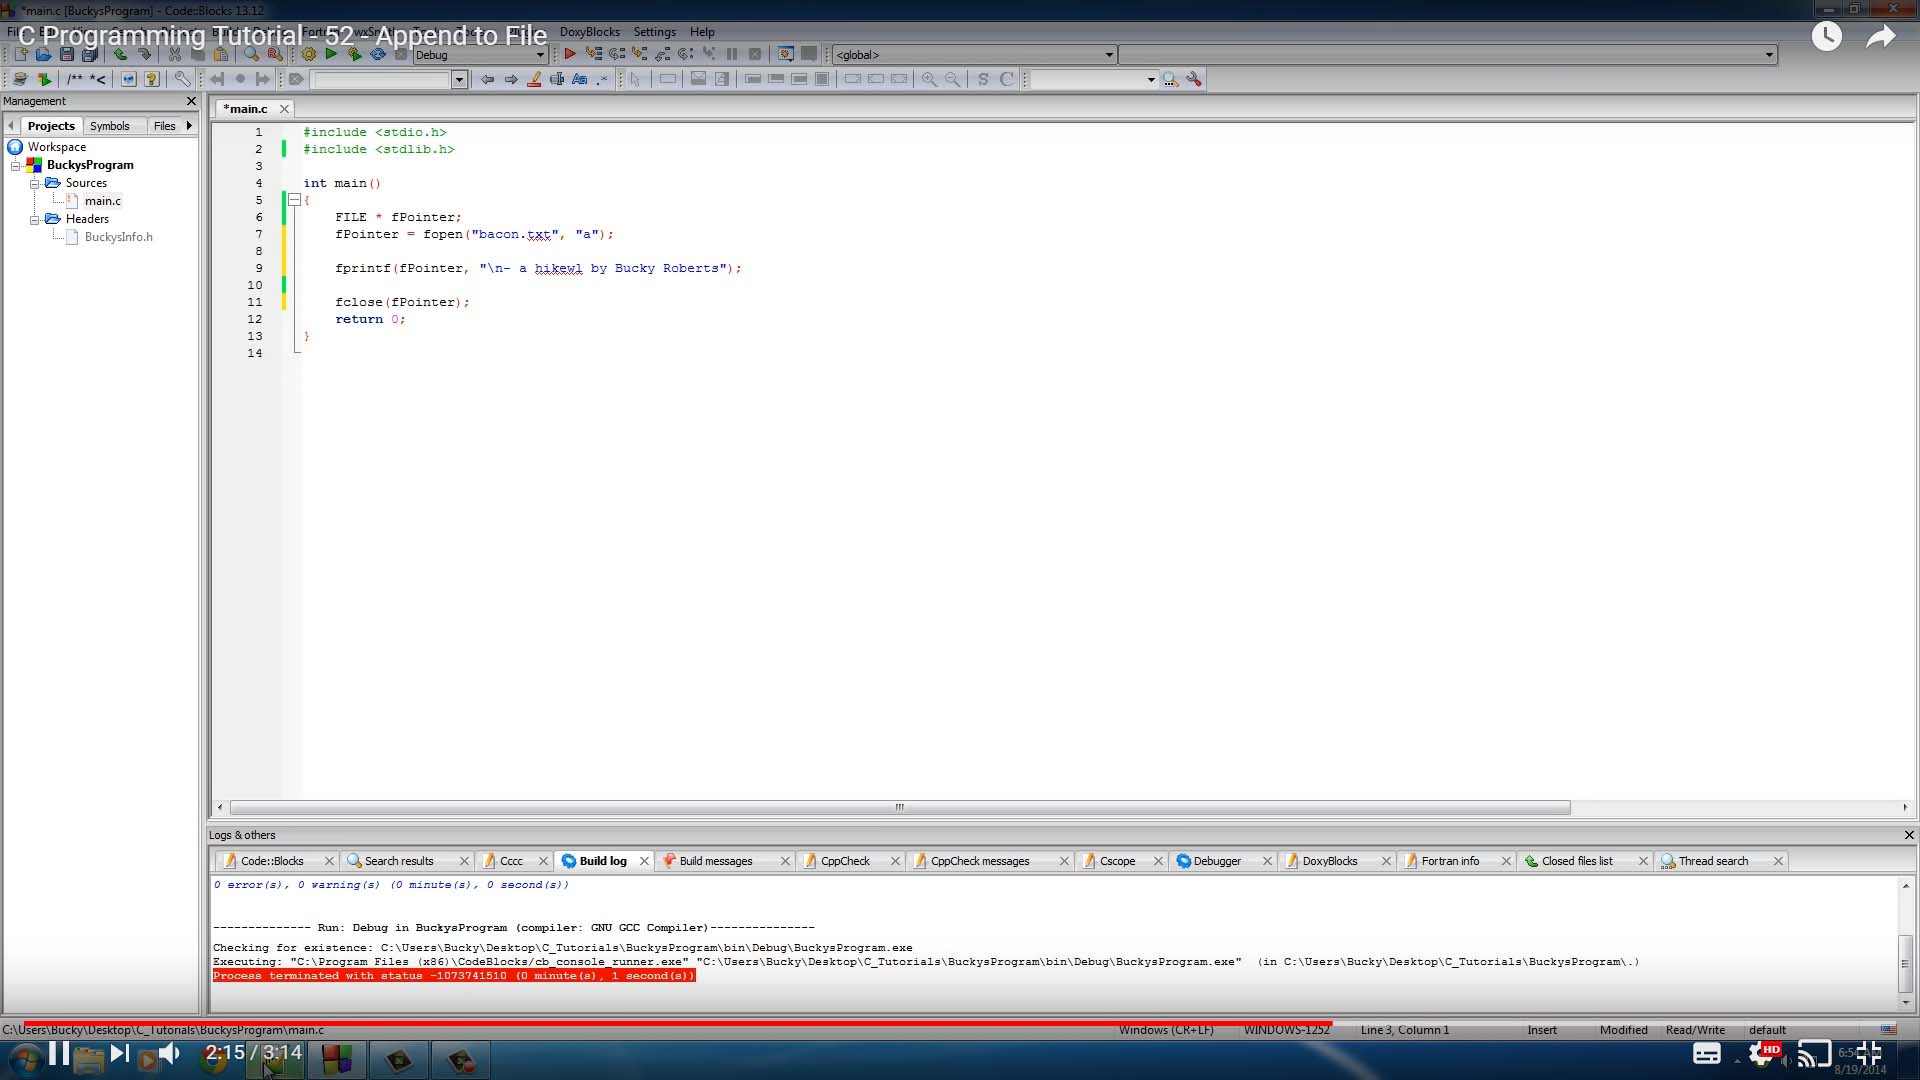 *main.c [BuckysProgram] - Code::Blocks 13.12
C Programming Tutorial - 52 - Append to File
DoxyBlocks Settings Help
Debug
<global>
/** *<
S C
Management
*main.c
Projects Symbols Files
Workspace
BuckysProgram
Sources
main.c
Headers
BuckysInfo.h
1 #include <stdio.h>
2 #include <stdlib.h>
3
4 int main()
5 {
6 FILE * fPointer;
7 fPointer = fopen("bacon.txt", "a");
8
9 fprintf(fPointer, "\n- a hikewl by Bucky Roberts");
10
11 fclose(fPointer);
12 return 0;
13 }
14
Logs & others
Code::Blocks Search results Cccc Build log Build messages CppCheck CppCheck messages Cscope Debugger DoxyBlocks Fortran info Closed files list Thread search
0 error(s), 0 warning(s) (0 minute(s), 0 second(s))
-------------- Run: Debug in BuckysProgram (compiler: GNU GCC Compiler)---------------
Checking for existence: C:\Users\Bucky\Desktop\C_Tutorials\BuckysProgram\bin\Debug\BuckysProgram.exe
Executing: "C:\Program Files (x86)\CodeBlocks/cb_console_runner.exe" "C:\Users\Bucky\Desktop\C_Tutorials\BuckysProgram\bin\Debug\BuckysProgram.exe"  (in C:\Users\Bucky\Desktop\C_Tutorials\BuckysProgram\.)
Process terminated with status -1073741510 (0 minute(s), 1 second(s))
C:\Users\Bucky\Desktop\C_Tutorials\BuckysProgram\main.c Windows (CR+LF) WINDOWS-1252 Line 3, Column 1 Insert Modified Read/Write default
2:15 / 3:14
HD
8/19/2014